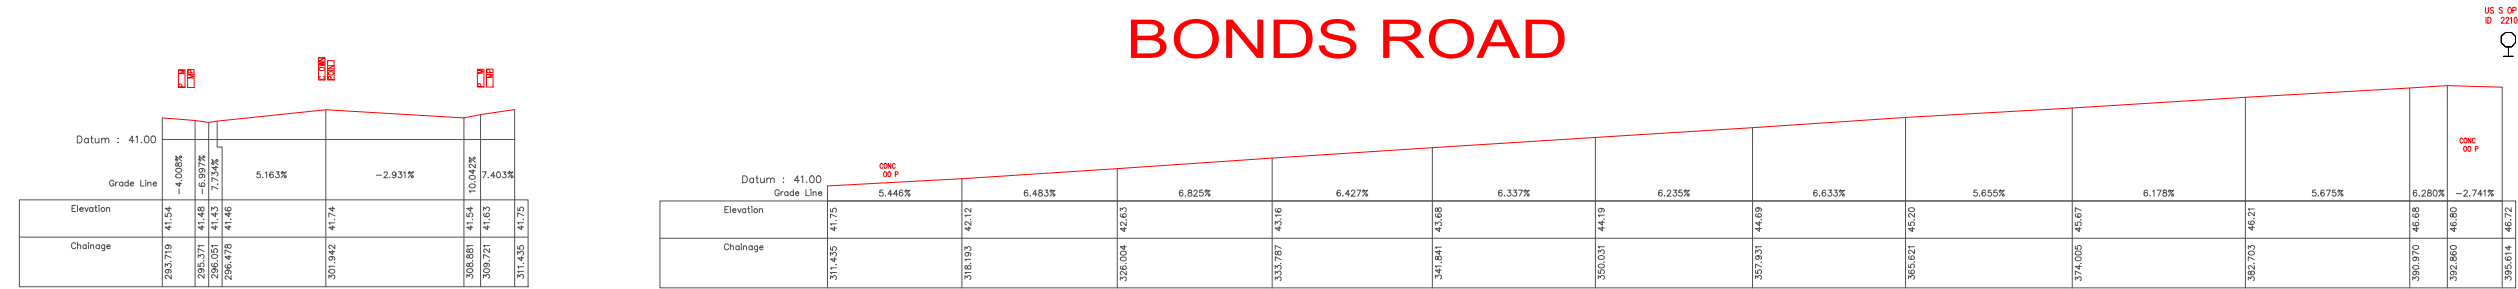 BONDS ROAD
US S OP
ID 2210
Datum : 41.00
Grade Line
-4.008% -6.997% 7.734% 5.163% -2.931% 10.042% 7.403%
Elevation 41.54 41.48 41.43 41.46 41.74 41.54 41.63 41.75
Chainage 293.719 295.371 296.051 296.478 301.942 308.881 309.721 311.435
CONC
OO P
CONC
OO P
Datum : 41.00
Grade Line 5.446% 6.483% 6.825% 6.427% 6.337% 6.235% 6.633% 5.655% 6.178% 5.675% 6.280% -2.741%
Elevation 41.75 42.12 42.63 43.16 43.68 44.19 44.69 45.20 45.67 46.21 46.68 46.80 46.72
Chainage 311.435 318.193 326.004 333.787 341.841 350.031 357.931 365.621 374.005 382.703 390.970 392.860 395.614